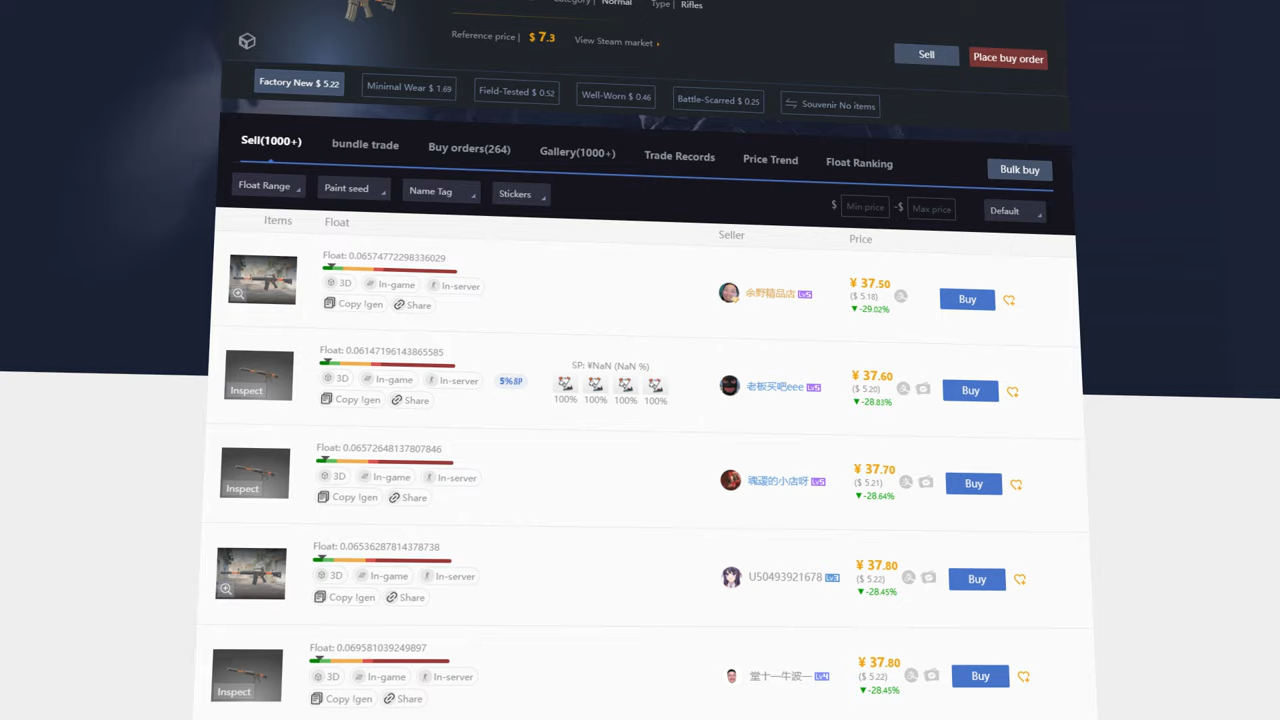 Category | Normal Type | Rifles
Reference price | $ 7.3 View Steam market ›
Sell Place buy order
Factory New $ 5.22 Minimal Wear $ 1.69 Field-Tested $ 0.52 Well-Worn $ 0.46 Battle-Scarred $ 0.25 Souvenir No items
Sell(1000+) bundle trade Buy orders(264) Gallery(1000+) Trade Records Price Trend Float Ranking Bulk buy
Float Range Paint seed Name Tag Stickers $ Min price -$ Max price Default
Items Float Seller Price
Float: 0.06574772298336029
3D In-game In-server
Copy !gen Share
余野精品店 Lv5
¥ 37.50
($ 5.18)
▼-29.02%
Buy
Float: 0.06147196143865585
Inspect
3D In-game In-server
Copy !gen Share
5%SP
SP: ¥NaN (NaN %)
100% 100% 100% 100%
老板买吧eee Lv5
¥ 37.60
($ 5.20)
▼-28.83%
Buy
Float: 0.06572648137807846
Inspect
3D In-game In-server
Copy !gen Share
的小店呀 Lv5
¥ 37.70
($ 5.21)
▼-28.64%
Buy
Float: 0.06536287814378738
3D In-game In-server
Copy !gen Share
U50493921678
¥ 37.80
($ 5.22)
▼-28.45%
Buy
Float: 0.069581039249897
Inspect
3D In-game In-server
Copy !gen Share
堂十一牛波一 Lv4
¥ 37.80
($ 5.22)
▼-28.45%
Buy